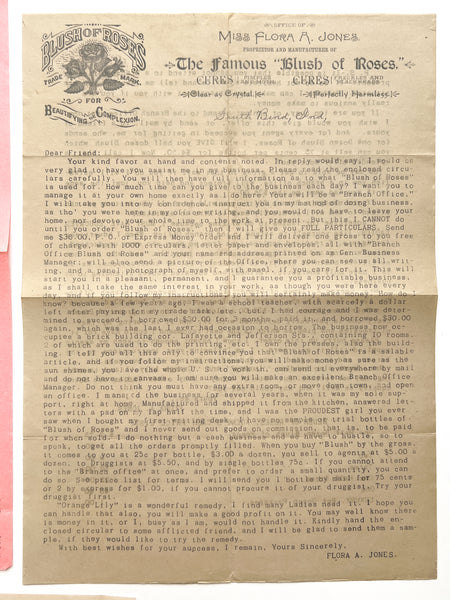 OFFICE OF
MISS FLORA A. JONES,
PROPRIETOR AND MANUFACTURER OF
The Famous "Blush of Roses."
CURES PIMPLES CURES FRECKLES AND
Clear as Crystal. Perfectly Harmless.
BLUSH OF ROSES
TRADE MARK
FOR
BEAUTIFYING THE COMPLEXION.
South Bend, Ind.
Dear Friend:
Your kind favor at hand and contents noted. In reply would say, I would be
very glad to have you assist me in my business. Please read the enclosed circu-
lars carefully. You will then have full information as to what "Blush of Roses"
is used for. How much time can you give to the business each day? I want you to
manage it at your own home exactly as I do here. Yours will be a "Branch Office."
I will take you into my confidence, instruct you in my method of doing business,
as tho' you were here in my office writing, and you would not have to leave your
home, nor devote your whole time to the work at present. But this I CANNOT do
until you order "Blush of Roses," then I will give you FULL PARTICULARS. Send
me $36.00, P. O. or Express Money Order and I will deliver one gross to you free
of charge, with 1000 circulars, letter paper and envelopes, all with "Branch
Office Blush of Roses" and your name and address printed on as Gen. Business
Manager; will also send a picture of the Office, where you can see us all writ-
ing, and a panel photograph of myself with easel, if you care for it. This will
start you in a pleasant, permanent, and I guarantee you a profitable business,
as I shall take the same interest in you work, as though you were here every
day, and if you follow my instructions, you will certainly make money. How do I
know? because a few years ago, I was a school teacher, with scarcely a dollar
left after paying for my trade mark, etc., but I had courage and I was deter-
mined to succeed. I borrowed $30.00 for 3 months, paid it, and borrowed $30.00
again, which was the last I ever had occasion to borrow. The business now oc-
cupies a brick building cor. Lafayette and Jefferson Sts., containing 10 rooms,
of which are used to do the printing, etc. I own the presses, also the build-
ing. I tell you all this only to convince you that "Blush of Roses" is a salable
article, and if you follow my instructions, you will make money as sure as the
sun shines. you have the whole U. S. to work in, can send it everywhere by mail
and do not have to canvass. I am sure you will make an excellent Branch Office
Manager. Do not think you must have any extra room, or move down town, and open
an office. I managed the business for several years, when it was my sole sup-
port, right at home. Manufactured and shipped it from the kitchen, answered let-
ters with a pad on my lap half the time, and I was the PROUDEST girl you ever
saw when I bought my first writing desk. I have no sample or trial bottles of
"Blush of Roses" and I never send out goods on commission, that is, to be paid
for when sold. I do nothing but a cash business and we have to hustle, so to
speak, to get all the orders promptly filled. When you buy "Blush" by the gross,
it comes to you at 25c per bottle, $3.00 a dozen, you sell to agents at $5.00 a
dozen, to Druggists at $5.50, and by single bottles 75c. If you cannot attend
to the "Branch office" at once, and prefer to order a small quantity, you can
do so. See price list for terms. I will send you 1 bottle by mail for 75 cents
or 2 by express for $1.00, if you cannot procure it of your druggist. Try your
druggist first.
"Orange Lily" is a wonderful remedy. I find many Ladies need it. I hope you
can handle that also, you will make a good profit on it. You may well know there
is money in it, or I, busy as I am, would not handle it. Kindly hand the en-
closed circular to some afflicted friend, and I will be glad to send them a sam-
ple, if they would like to try the remedy.
With best wishes for your success, I remain, Yours Sincerely,
FLORA A. JONES.